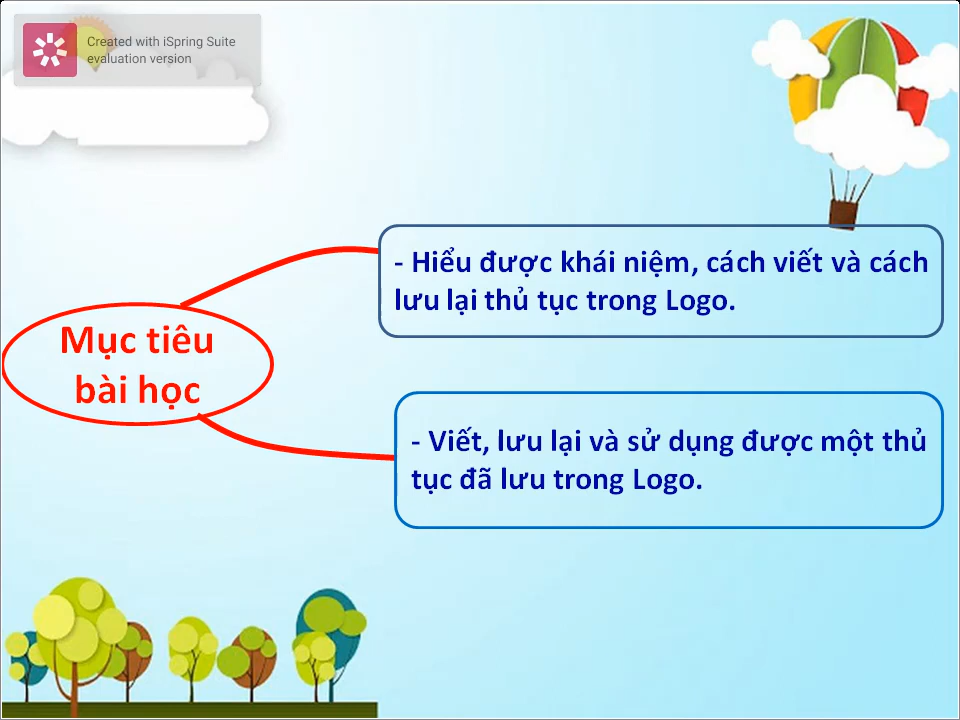 Created with iSpring Suite
evaluation version
- Hiểu được khái niệm, cách viết và cách
lưu lại thủ tục trong Logo.
Mục tiêu
bài học
- Viết, lưu lại và sử dụng được một thủ
tục đã lưu trong Logo.